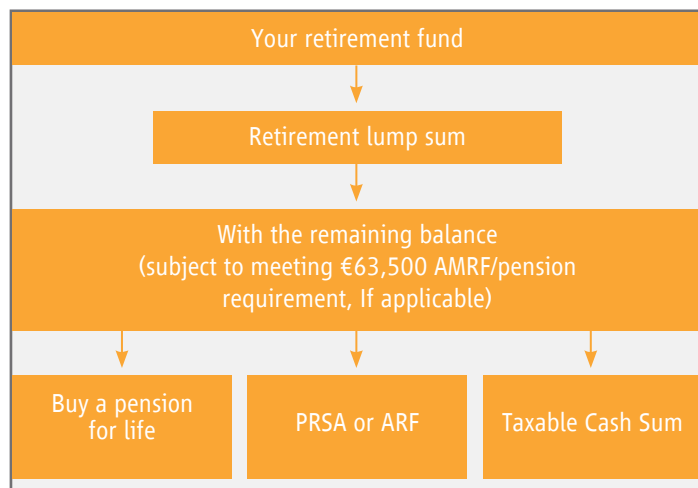 Your retirement fund
Retirement lump sum
With the remaining balance
(subject to meeting €63,500 AMRF/pension
requirement, If applicable)
Buy a pension
for life
PRSA or ARF
Taxable Cash Sum